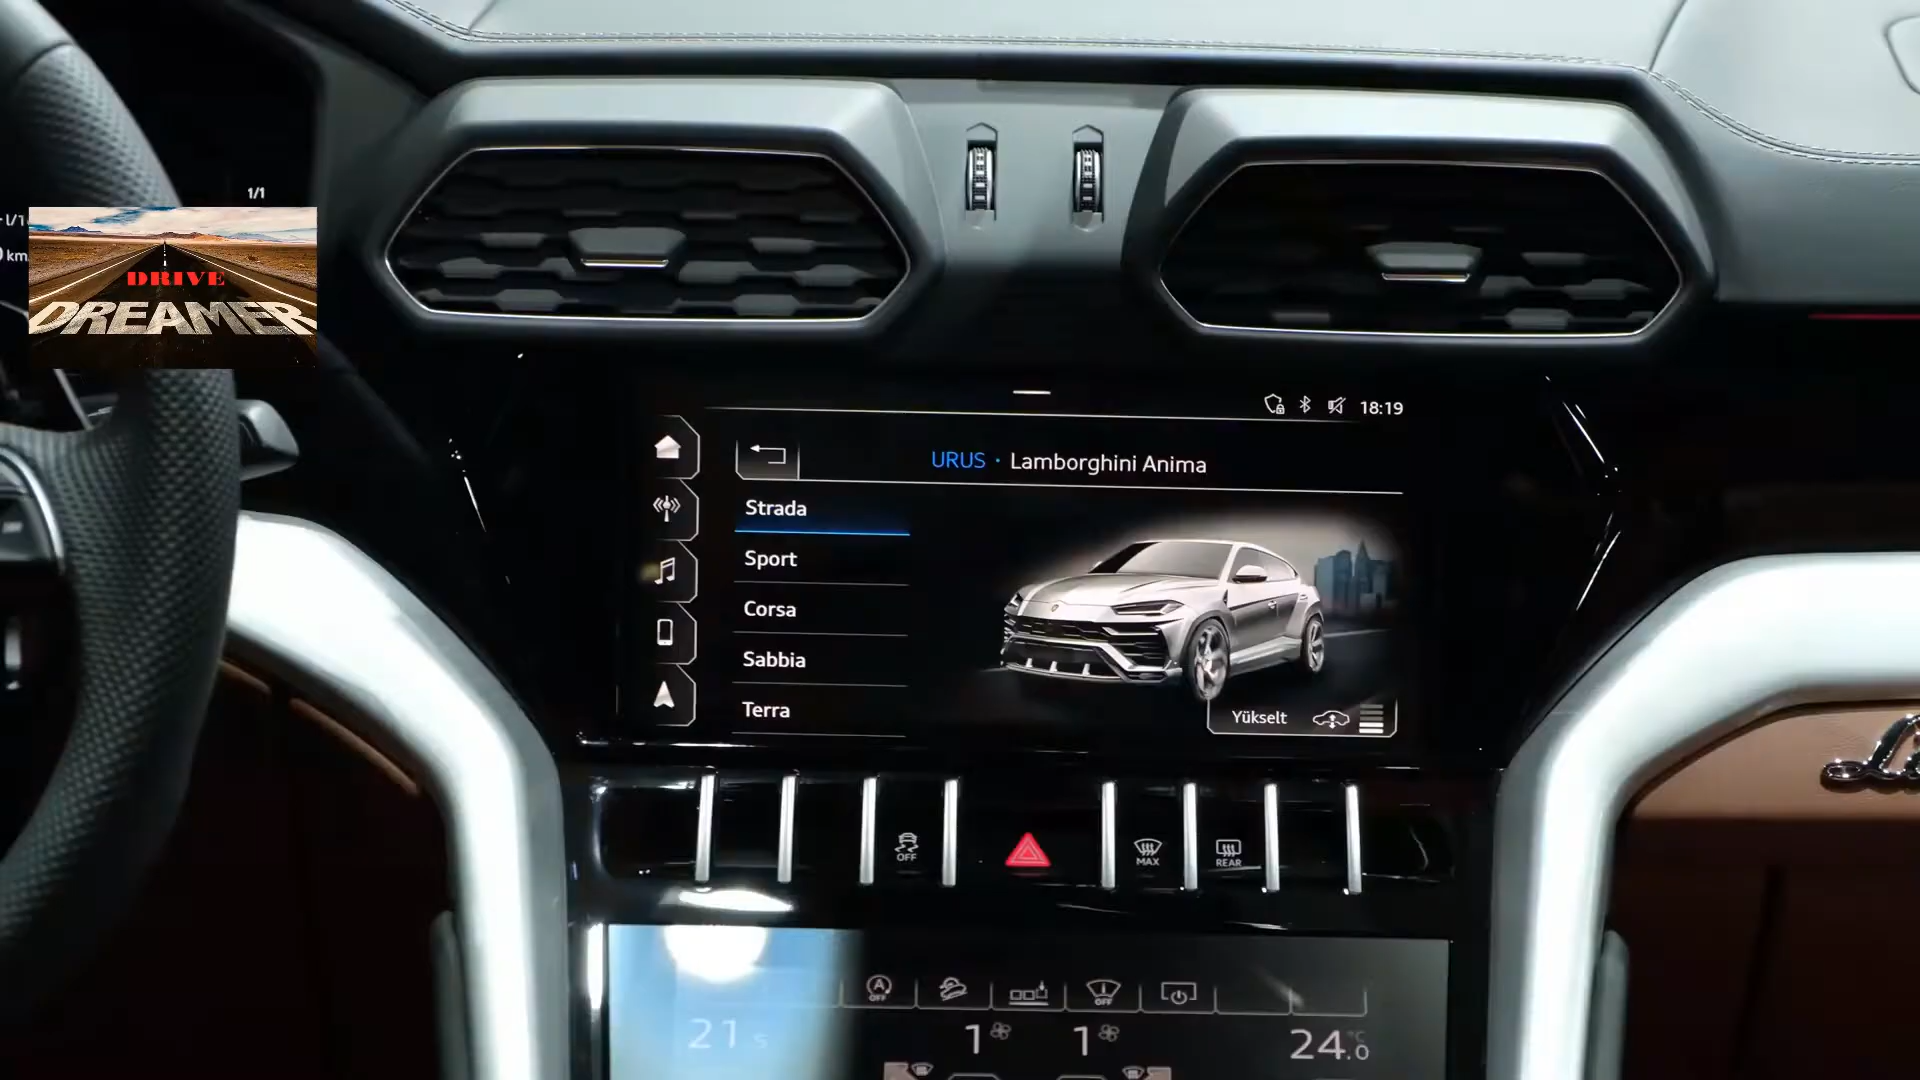 1/1
km
DRIVE
DREAMER
18:19
URUS · Lamborghini Anima
Strada
Sport
Corsa
Sabbia
Terra
Yükselt
OFF
MAX
REAR
A
OFF
OFF
21
1
1
24.0
°C